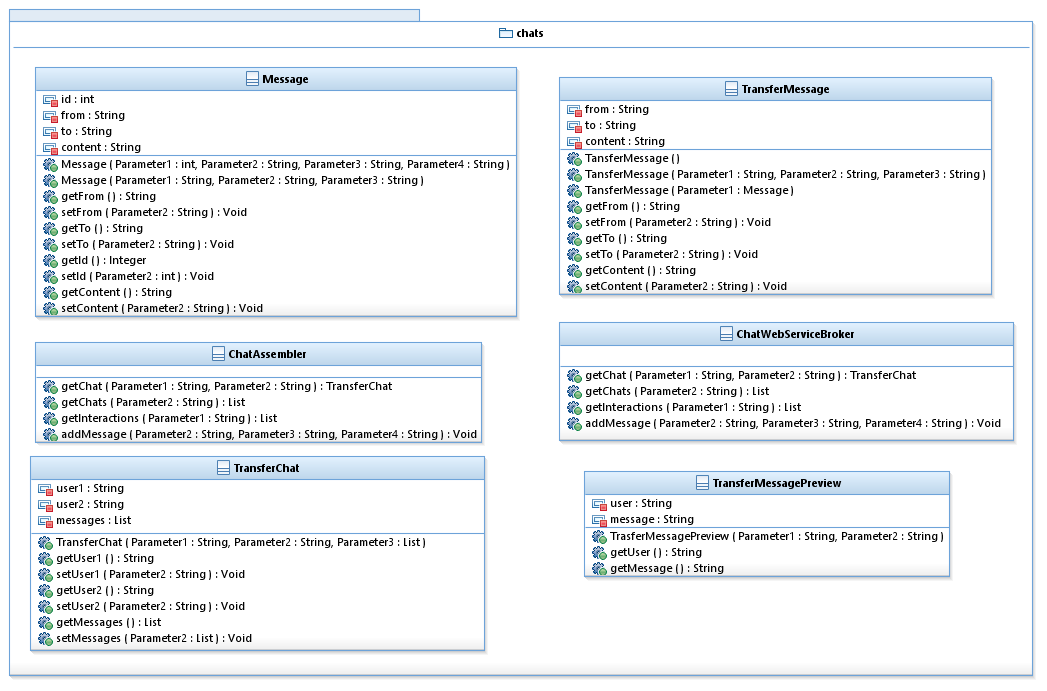 chats
Message
id : int
from : String
to : String
content : String
Message ( Parameter1 : int, Parameter2 : String, Parameter3 : String, Parameter4 : String )
Message ( Parameter1 : String, Parameter2 : String, Parameter3 : String )
getFrom ( ) : String
setFrom ( Parameter2 : String ) : Void
getTo ( ) : String
setTo ( Parameter2 : String ) : Void
getId ( ) : Integer
setId ( Parameter2 : int ) : Void
getContent ( ) : String
setContent ( Parameter2 : String ) : Void
TransferMessage
from : String
to : String
content : String
TansferMessage ( )
TransferMessage ( Parameter1 : String, Parameter2 : String, Parameter3 : String )
TansferMessage ( Parameter1 : Message )
getFrom ( ) : String
setFrom ( Parameter2 : String ) : Void
getTo ( ) : String
setTo ( Parameter2 : String ) : Void
getContent ( ) : String
setContent ( Parameter2 : String ) : Void
ChatAssembler
getChat ( Parameter1 : String, Parameter2 : String ) : TransferChat
getChats ( Parameter2 : String ) : List
getInteractions ( Parameter1 : String ) : List
addMessage ( Parameter2 : String, Parameter3 : String, Parameter4 : String ) : Void
ChatWebServiceBroker
getChat ( Parameter1 : String, Parameter2 : String ) : TransferChat
getChats ( Parameter2 : String ) : List
getInteractions ( Parameter1 : String ) : List
addMessage ( Parameter2 : String, Parameter3 : String, Parameter4 : String ) : Void
TransferChat
user1 : String
user2 : String
messages : List
TransferChat ( Parameter1 : String, Parameter2 : String, Parameter3 : List )
getUser1 ( ) : String
setUser1 ( Parameter2 : String ) : Void
getUser2 ( ) : String
setUser2 ( Parameter2 : String ) : Void
getMessages ( ) : List
setMessages ( Parameter2 : List ) : Void
TransferMessagePreview
user : String
message : String
TrasferMessagePreview ( Parameter1 : String, Parameter2 : String )
getUser ( ) : String
getMessage ( ) : String